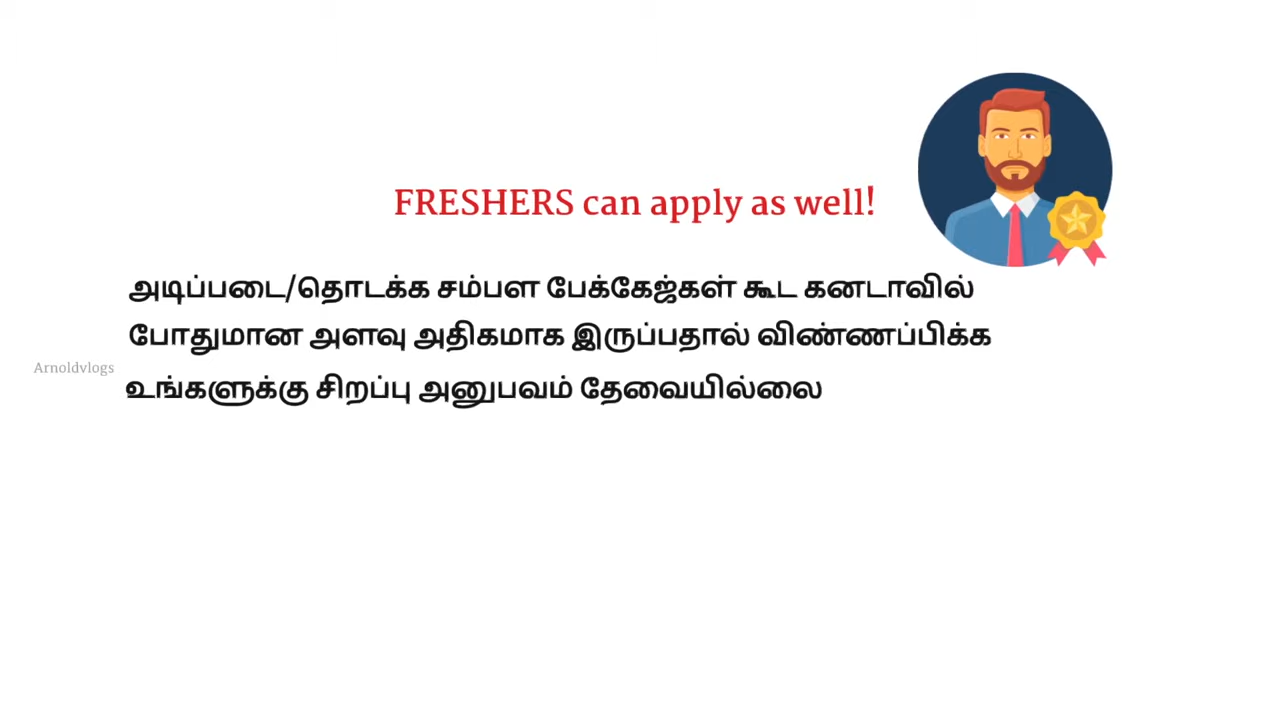 FRESHERS can apply as well!
அடிப்படை/தொடக்க சம்பள பேக்கேஜ்கள் கூட கனடாவில்
போதுமான அளவு அதிகமாக இருப்பதால் விண்ணப்பிக்க
Arnoldvlogs
உங்களுக்கு சிறப்பு அனுபவம் தேவையில்லை